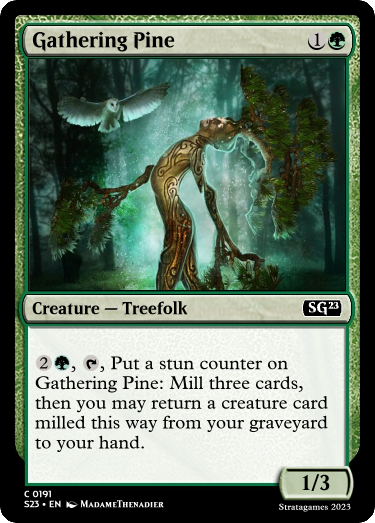 Gathering Pine 1
Creature — Treefolk SG23
2, , Put a stun counter on
Gathering Pine: Mill three cards,
then you may return a creature card
milled this way from your graveyard
to your hand.
1/3
C 0191
S23 • EN MadameThenadier
Stratagames 2023